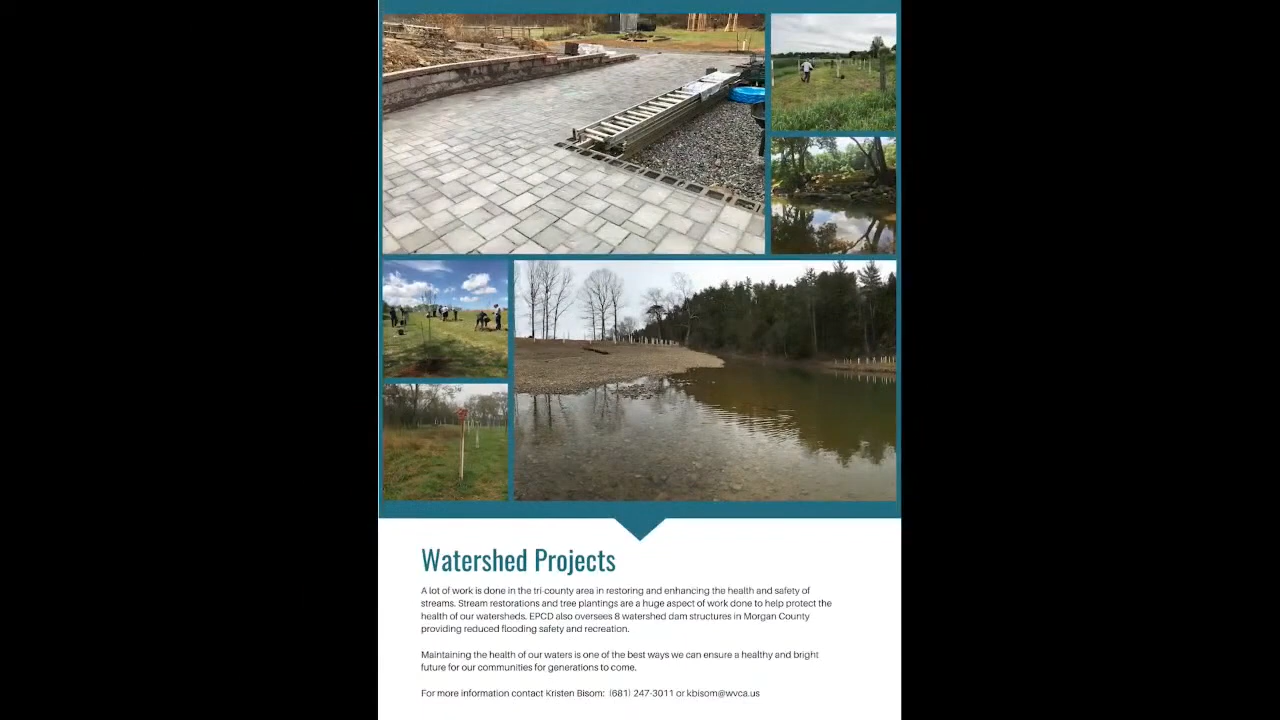 Watershed Projects
A lot of work is done in the tri-county area in restoring and enhancing the health and safety of
streams. Stream restorations and tree plantings are a huge aspect of work done to help protect the
health of our watersheds. EPCD also oversees 8 watershed dam structures in Morgan County
providing reduced flooding safety and recreation.
Maintaining the health of our waters is one of the best ways we can ensure a healthy and bright
future for our communities for generations to come.
For more information contact Kristen Bisom: (681) 247-3011 or kbisom@wvca.us